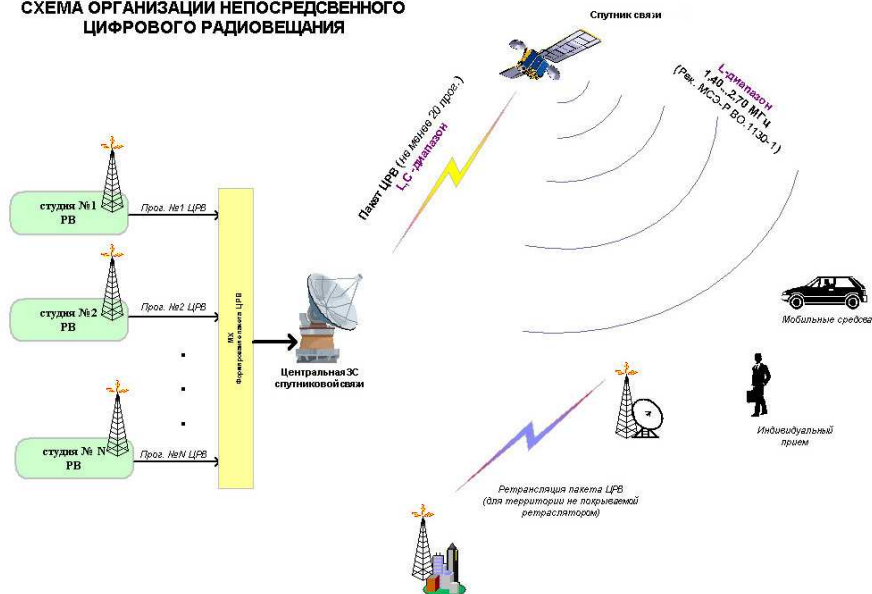 СХЕМА ОРГАНИЗАЦИИ НЕПОСРЕДСВЕННОГО
ЦИФРОВОГО РАДИОВЕЩАНИЯ
Спутник связи
Пакет ЦРВ (не менее 20 прог.)
L,C -диапазон
L-диапазон
1,40...2,70 МГц
(Рек. МСЭ-Р ВО.1130-1)
студия №1
РВ
Прог. №1 ЦРВ
студия №2
РВ
Прог. №2 ЦРВ
студия № N
РВ
Прог. №N ЦРВ
МХ
Формирование пакета ЦРВ
Центральная ЗС
спутниковой связи
Мобильные средсва
Индивидуальный
прием
Ретрансляция пакета ЦРВ
(для территории не покрываемой
ретраслятором)